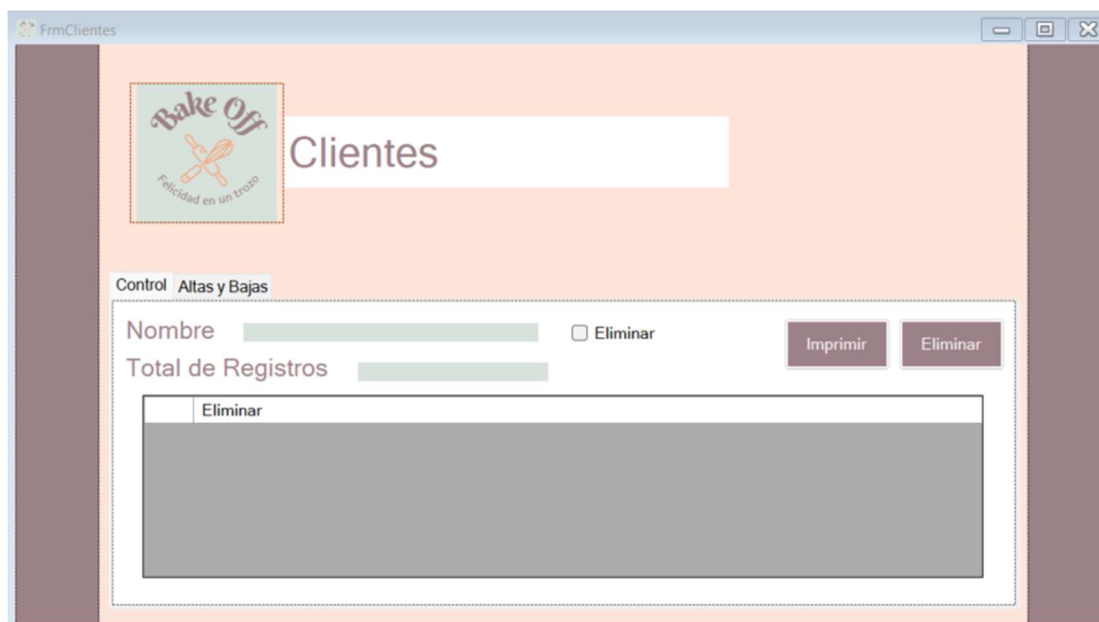 FrmClientes
Bake Off
Felicidad en un trozo
Clientes
Control Altas y Bajas
Nombre
Eliminar
Imprimir
Eliminar
Total de Registros
Eliminar